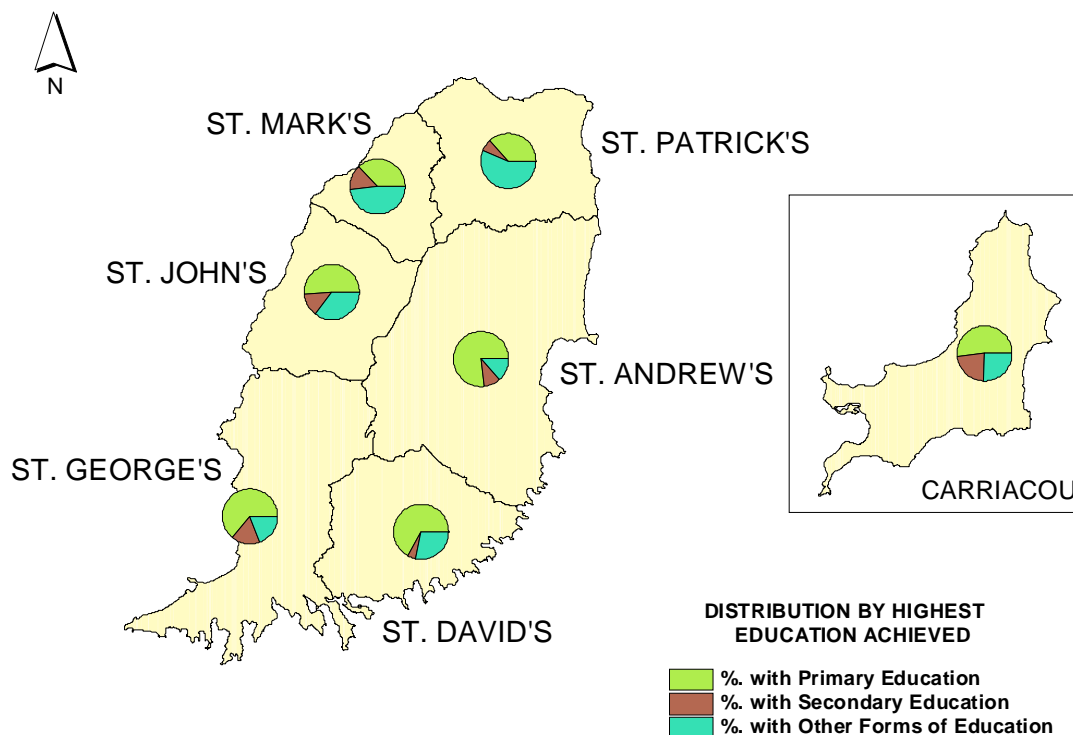 N
ST. MARK'S
ST. PATRICK'S
ST. JOHN'S
ST. ANDREW'S
ST. GEORGE'S
CARRIACOU
ST. DAVID'S
DISTRIBUTION BY HIGHEST
EDUCATION ACHIEVED
%. with Primary Education
%. with Secondary Education
%. with Other Forms of Education